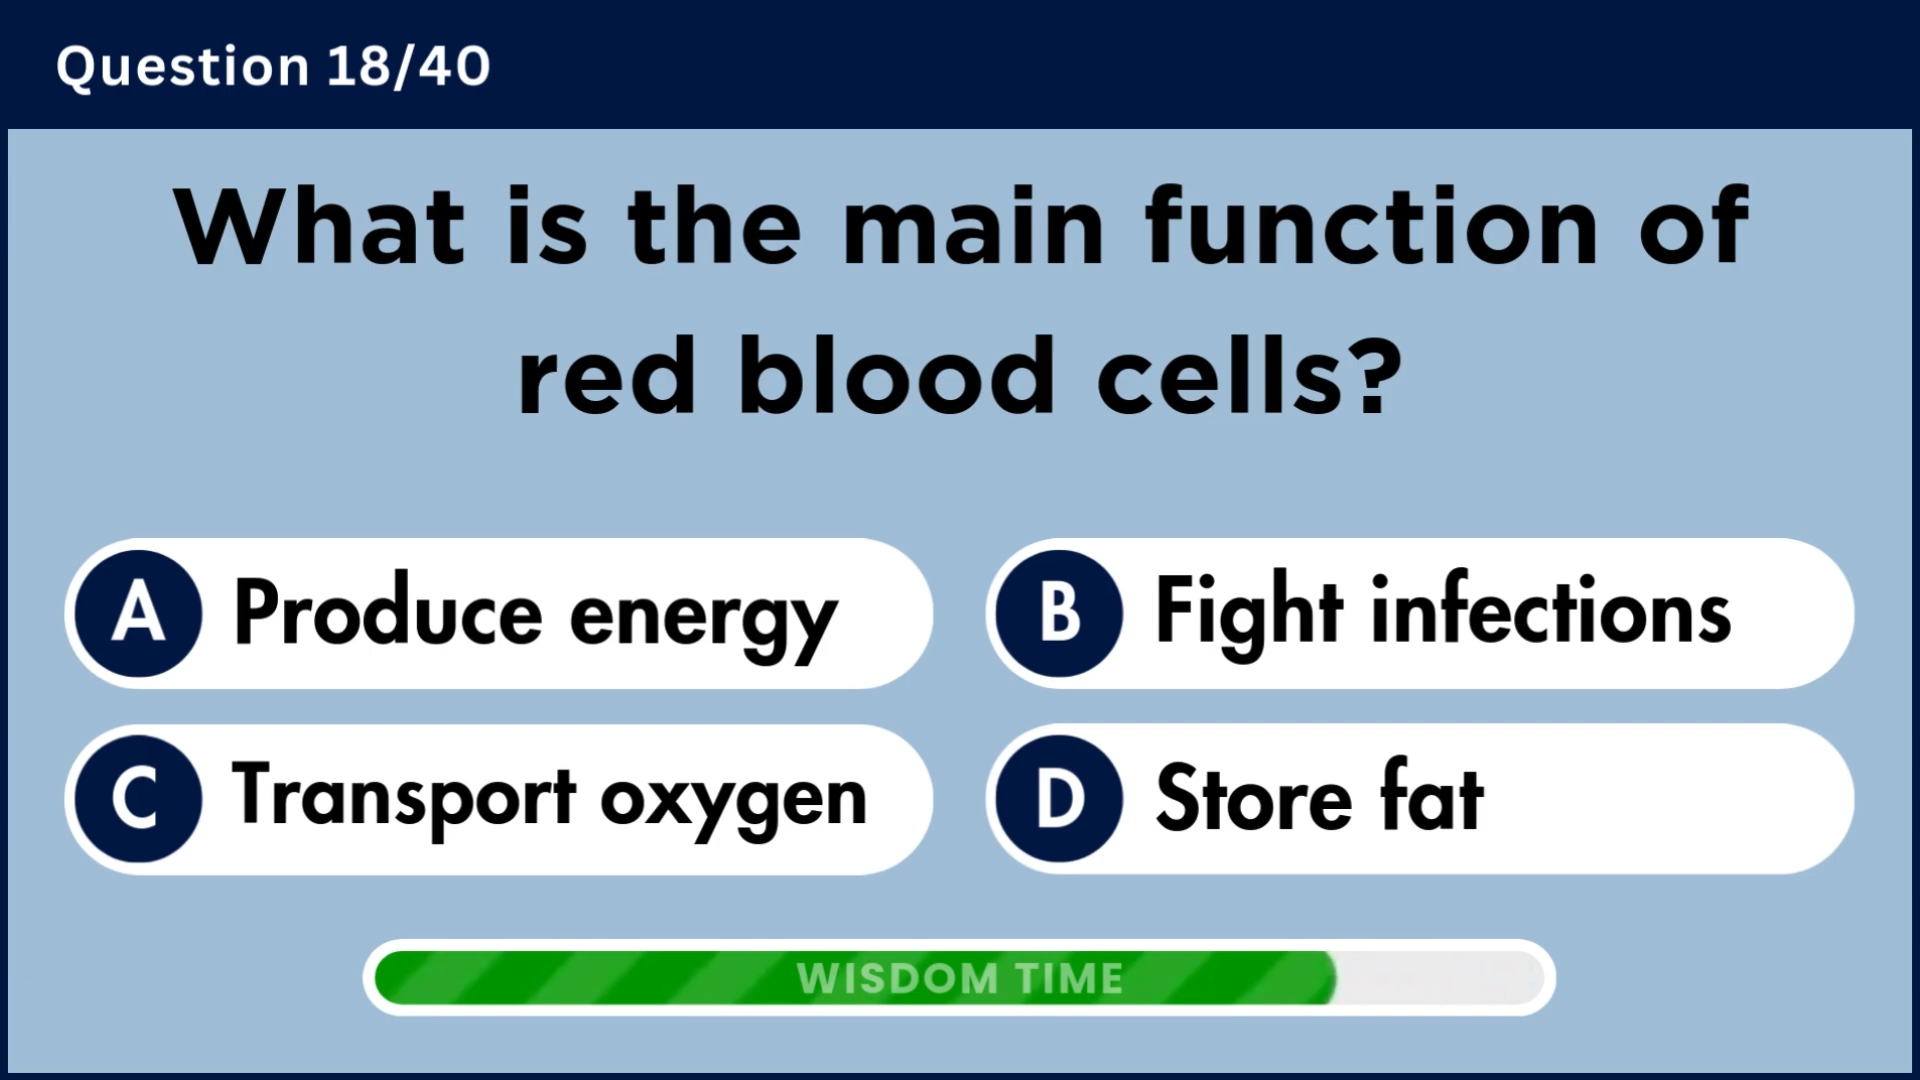 Question 18/40
What is the main function of
red blood cells?
A Produce energy
B Fight infections
C Transport oxygen
D Store fat
WISDOM TIME